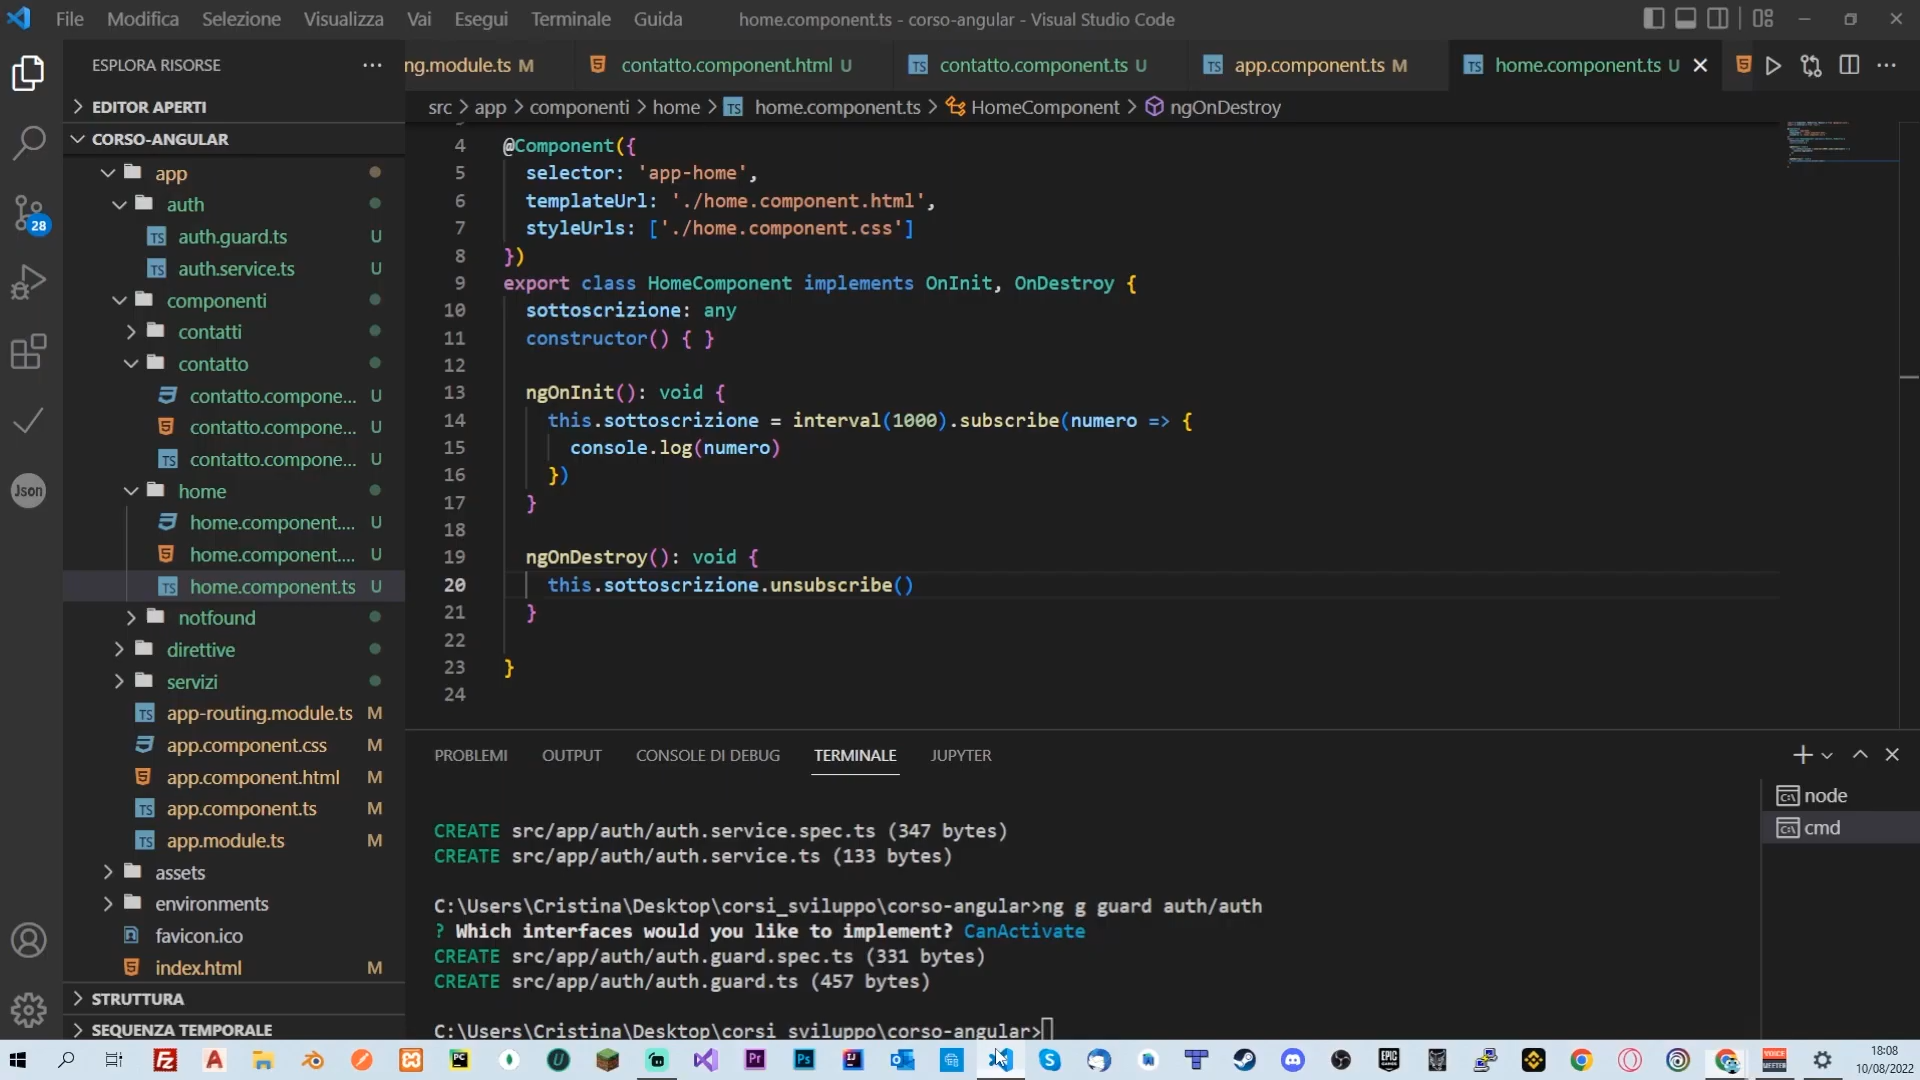 File Modifica Selezione Visualizza Vai Esegui Terminale Guida home.component.ts - corso-angular - Visual Studio Code
ESPLORA RISORSE
ng.module.ts M contatto.component.html U contatto.component.ts U app.component.ts M home.component.ts U
EDITOR APERTI
src > app > componenti > home > TS home.component.ts > HomeComponent > ngOnDestroy
CORSO-ANGULAR
app
auth
TS auth.guard.ts U
TS auth.service.ts U
componenti
contatti
contatto
contatto.compone... U
contatto.compone... U
TS contatto.compone... U
home
home.component.... U
home.component.... U
TS home.component.ts U
notfound
direttive
servizi
TS app-routing.module.ts M
app.component.css M
app.component.html M
TS app.component.ts M
TS app.module.ts M
assets
environments
favicon.ico
index.html M
STRUTTURA
SEQUENZA TEMPORALE
28
Json
4 @Component({
5 selector: 'app-home',
6 templateUrl: './home.component.html',
7 styleUrls: ['./home.component.css']
8 })
9 export class HomeComponent implements OnInit, OnDestroy {
10 sottoscrizione: any
11 constructor() { }
12
13 ngOnInit(): void {
14 this.sottoscrizione = interval(1000).subscribe(numero => {
15 console.log(numero)
16 })
17 }
18
19 ngOnDestroy(): void {
20 this.sottoscrizione.unsubscribe()
21 }
22
23 }
24
PROBLEMI OUTPUT CONSOLE DI DEBUG TERMINALE JUPYTER
node
cmd
CREATE src/app/auth/auth.service.spec.ts (347 bytes)
CREATE src/app/auth/auth.service.ts (133 bytes)
C:\Users\Cristina\Desktop\corsi_sviluppo\corso-angular>ng g guard auth/auth
? Which interfaces would you like to implement? CanActivate
CREATE src/app/auth/auth.guard.spec.ts (331 bytes)
CREATE src/app/auth/auth.guard.ts (457 bytes)
C:\Users\Cristina\Desktop\corsi_sviluppo\corso-angular>
18:08
10/08/2022